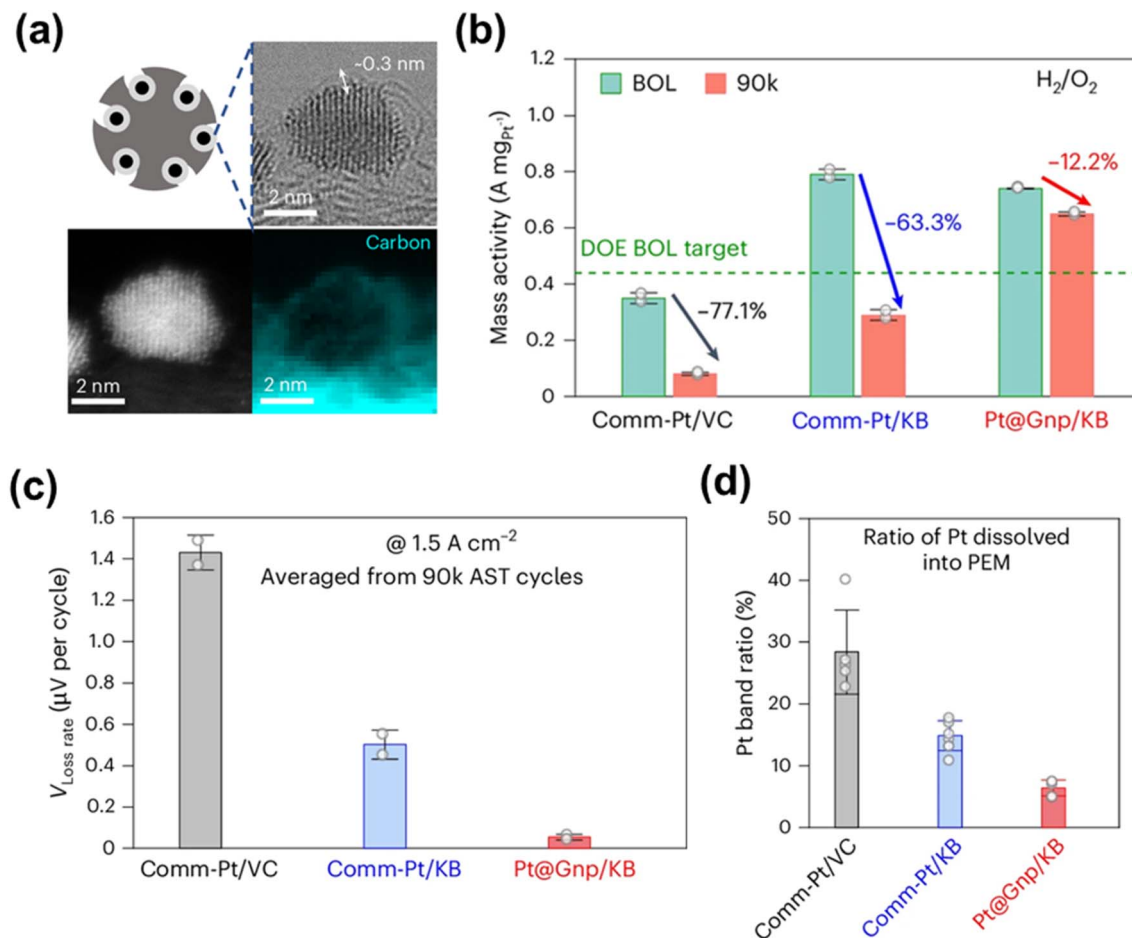 (a)
~0.3 nm
2 nm
Carbon
2 nm
2 nm
(b)
Mass activity (A mg_Pt⁻¹)
1.2
1.0
0.8
0.6
0.4
0.2
0
BOL
90k
H₂/O₂
DOE BOL target
−77.1%
−63.3%
−12.2%
Comm-Pt/VC
Comm-Pt/KB
Pt@Gnp/KB
(c)
V_Loss rate (μV per cycle)
1.6
1.4
1.2
1.0
0.8
0.6
0.4
0.2
0
@ 1.5 A cm⁻²
Averaged from 90k AST cycles
Comm-Pt/VC
Comm-Pt/KB
Pt@Gnp/KB
(d)
Pt band ratio (%)
50
40
30
20
10
0
Ratio of Pt dissolved
into PEM
Comm-Pt/VC
Comm-Pt/KB
Pt@Gnp/KB